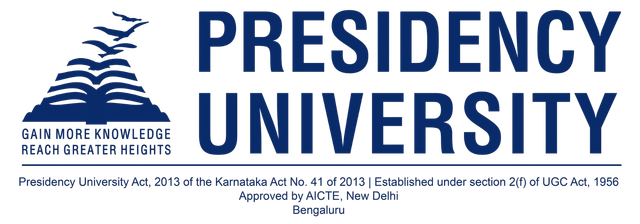 PRESIDENCY
UNIVERSITY
GAIN MORE KNOWLEDGE
REACH GREATER HEIGHTS
Presidency University Act, 2013 of the Karnataka Act No. 41 of 2013 | Established under section 2(f) of UGC Act, 1956
Approved by AICTE, New Delhi
Bengaluru